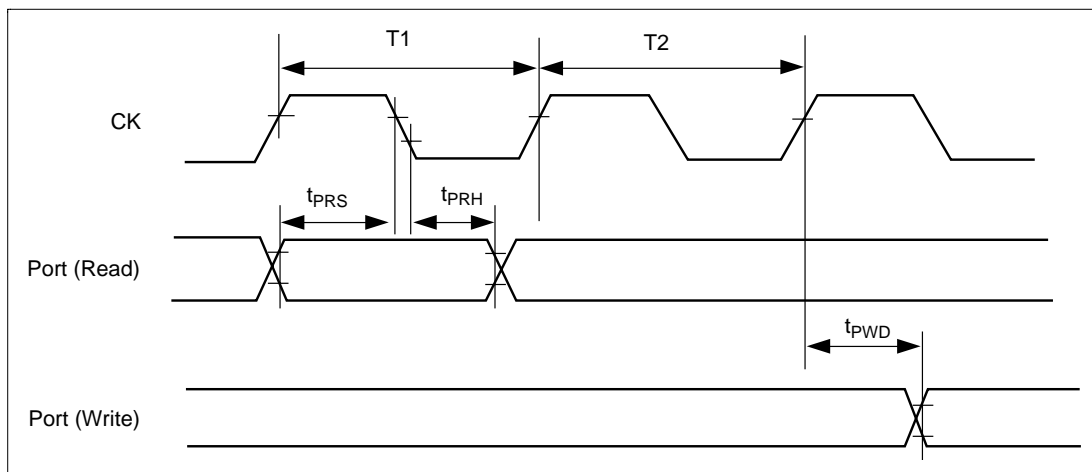 T1
T2
CK
tPRS
tPRH
Port (Read)
tPWD
Port (Write)